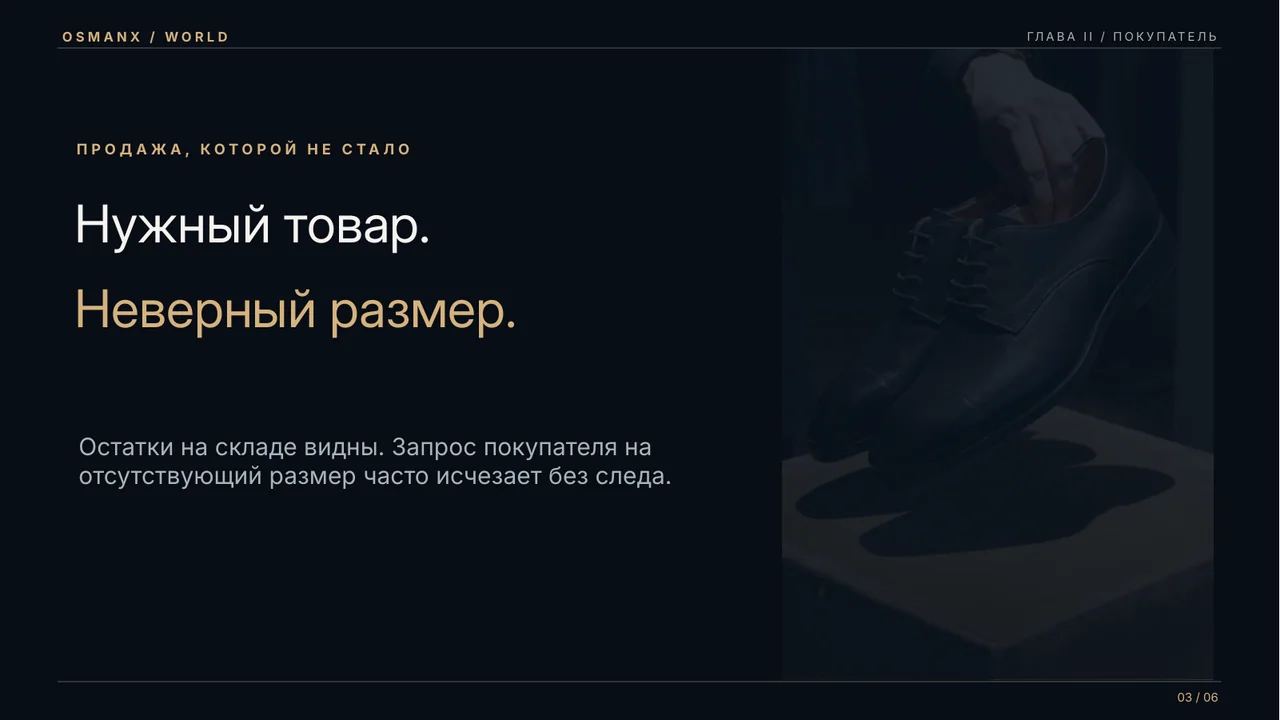 OSMANX / WORLD
ГЛАВА II / ПОКУПАТЕЛЬ
ПРОДАЖА, КОТОРОЙ НЕ СТАЛО
Нужный товар.
Неверный размер.
Остатки на складе видны. Запрос покупателя на
отсутствующий размер часто исчезает без следа.
03 / 06